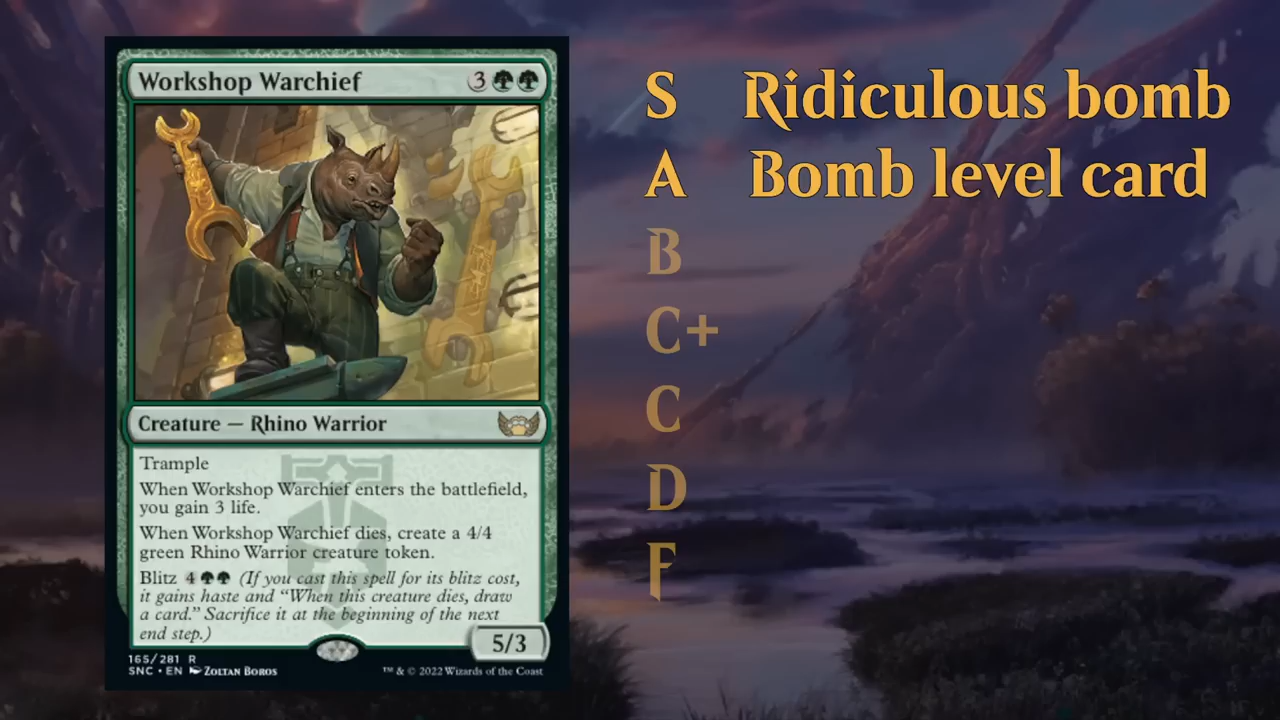 Workshop Warchief 3
Creature — Rhino Warrior
Trample
When Workshop Warchief enters the battlefield,
you gain 3 life.
When Workshop Warchief dies, create a 4/4
green Rhino Warrior creature token.
Blitz 4 (If you cast this spell for its blitz cost,
it gains haste and “When this creature dies, draw
a card.” Sacrifice it at the beginning of the next
end step.)
5/3
165/281 R
SNC • EN Zoltan Boros
™ & © 2022 Wizards of the Coast
S Ridiculous bomb
A Bomb level card
B
C+
C
D
F